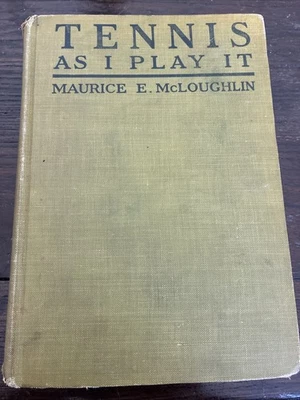 TENNIS
AS I PLAY IT
MAURICE E. McLOUGHLIN